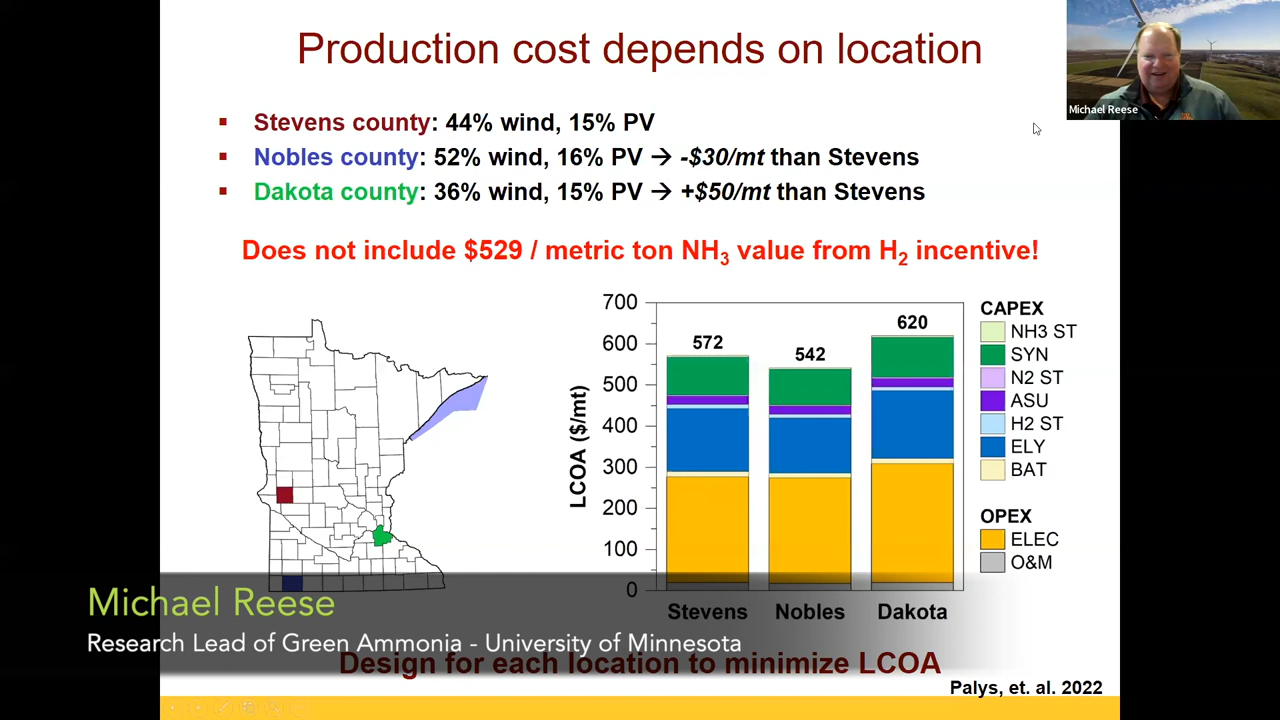 Production cost depends on location
Michael Reese
▪ Stevens county: 44% wind, 15% PV
▪ Nobles county: 52% wind, 16% PV → -$30/mt than Stevens
▪ Dakota county: 36% wind, 15% PV → +$50/mt than Stevens
Does not include $529 / metric ton NH3 value from H2 incentive!
LCOA ($/mt)
700
600
500
400
300
200
100
0
572
542
620
Stevens Nobles Dakota
CAPEX
NH3 ST
SYN
N2 ST
ASU
H2 ST
ELY
BAT
OPEX
ELEC
O&M
Michael Reese
Research Lead of Green Ammonia - University of Minnesota
Design for each location to minimize LCOA
Palys, et. al. 2022